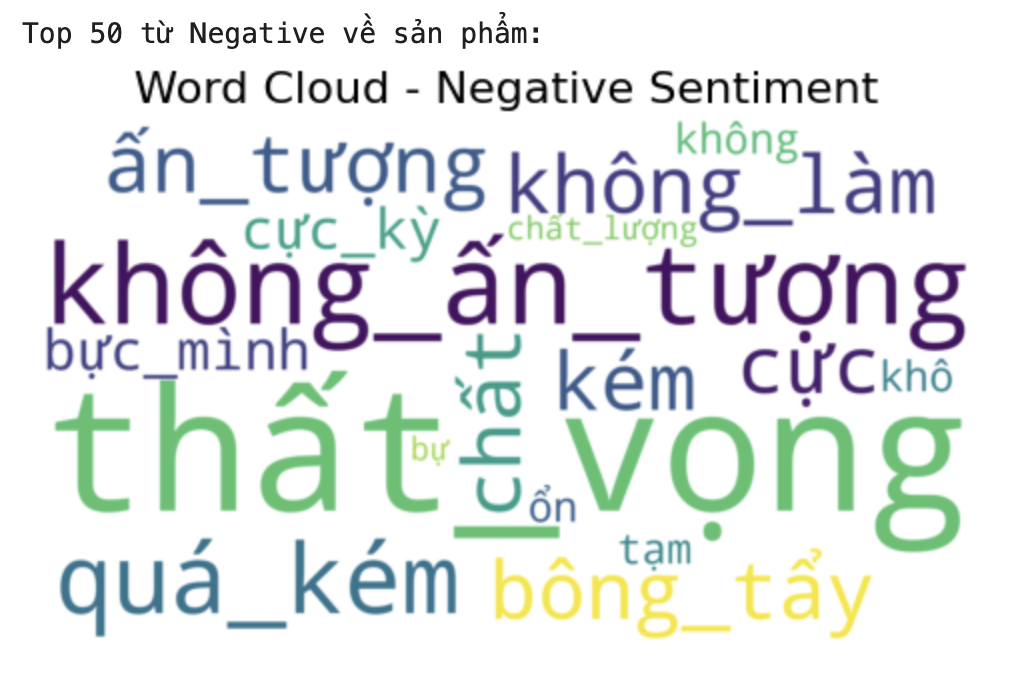 Top 50 từ Negative về sản phẩm:
Word Cloud - Negative Sentiment
không
ấn_tượng
không_làm
cực_kỳ
chất_lượng
không_ấn_tượng
bực_mình
chất
kém
cực
khô
thất_vọng
bự
ổn
tạm
quá_kém
bông_tẩy